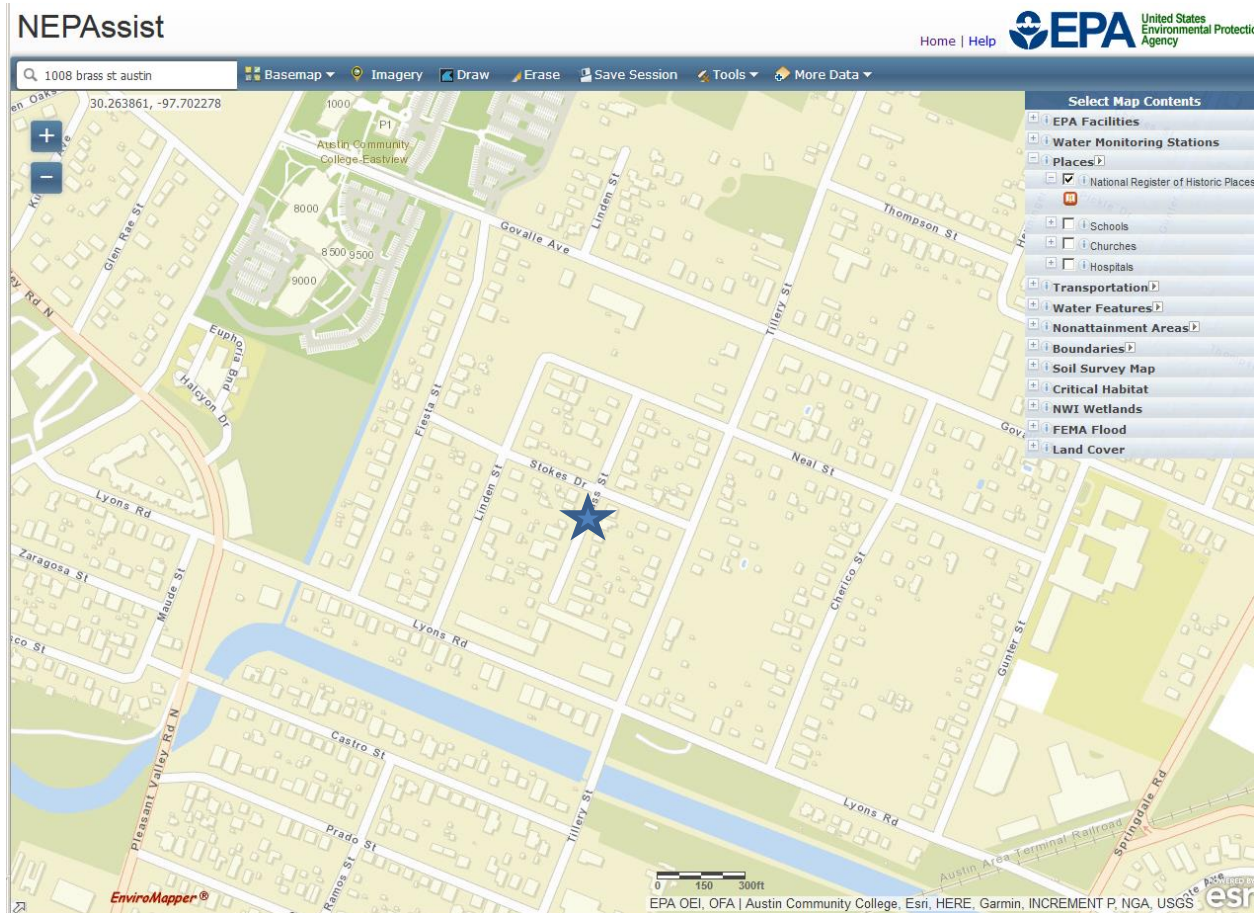 NEPAssist
Home | Help
EPA
United States
Environmental Protectio
Agency
1008 brass st austin
Basemap
Imagery
Draw
Erase
Save Session
Tools
More Data
30.263861, -97.702278
+
−
Select Map Contents
EPA Facilities
Water Monitoring Stations
Places
National Register of Historic Places
Schools
Churches
Hospitals
Transportation
Water Features
Nonattainment Areas
Boundaries
Soil Survey Map
Critical Habitat
NWI Wetlands
FEMA Flood
Land Cover
1000
P1
Austin Community
College-Eastview
8000
8500
9500
9000
Glen Rae St
Linden St
Govalle Ave
Thompson St
Tillery St
Euphoria Bnd
Halcyon Dr
Fiesta St
Linden St
Stokes Dr
Neal St
Lyons Rd
Zaragosa St
Maude St
Cherico St
Gunter St
Lyons Rd
Castro St
Pleasant Valley Rd N
Prado St
Ramos St
Tillery St
Lyons Rd
Austin Area Terminal Railroad
Springdale Rd
EnviroMapper®
0 150 300ft
EPA OEI, OFA | Austin Community College, Esri, HERE, Garmin, INCREMENT P, NGA, USGS
POWERED BY
esri